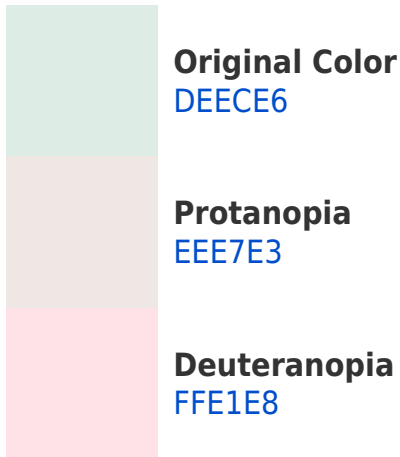 Original Color
DEECE6
Protanopia
EEE7E3
Deuteranopia
FFE1E8